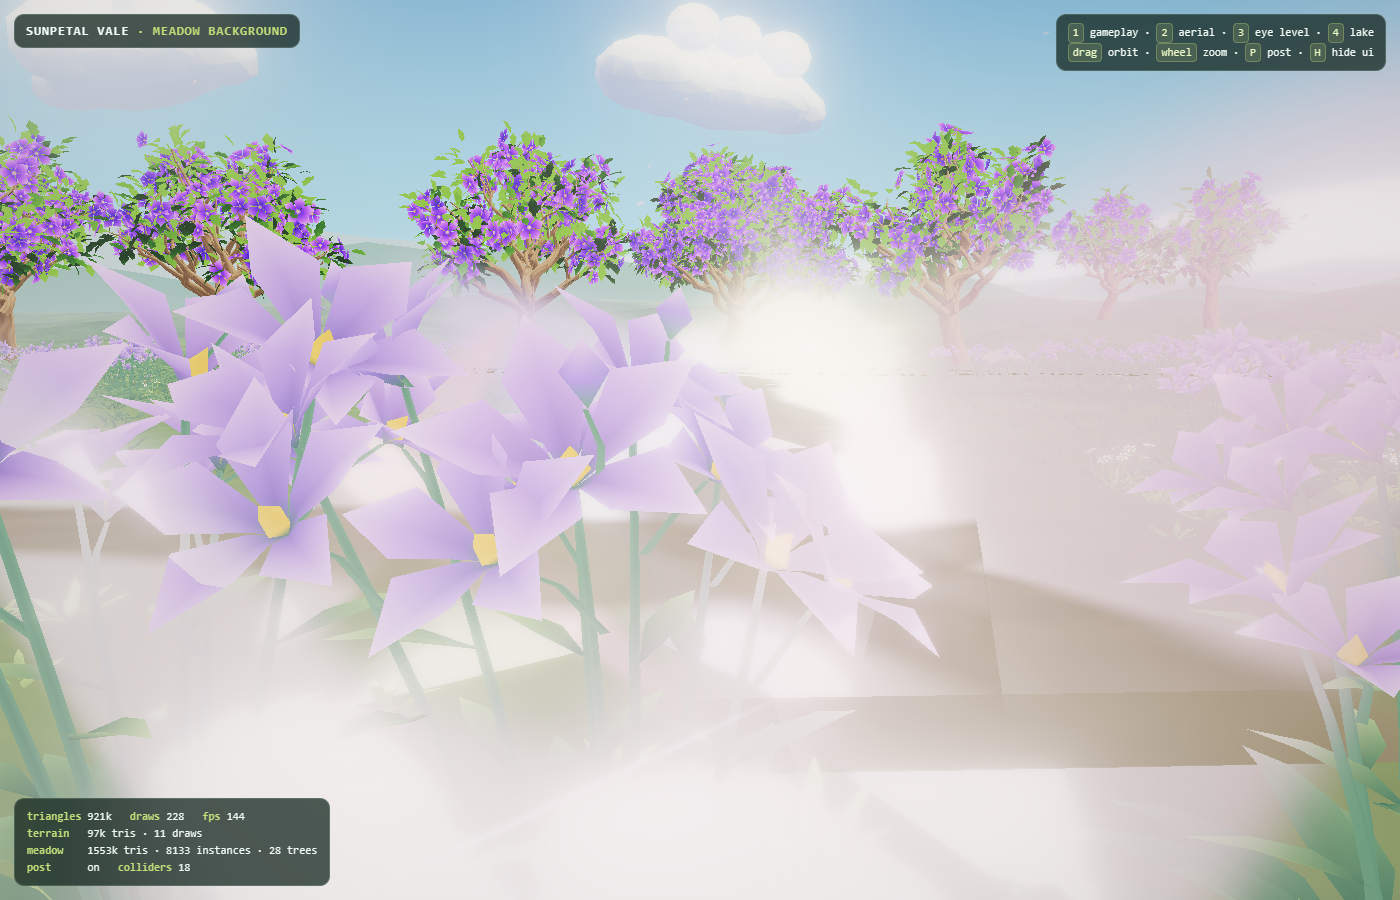 SUNPETAL VALE · MEADOW BACKGROUND
1 gameplay · 2 aerial · 3 eye level · 4 lake
drag orbit · wheel zoom · P post · H hide ui
triangles 921k draws 228 fps 144
terrain 97k tris · 11 draws
meadow 1553k tris · 8133 instances · 28 trees
post on colliders 18